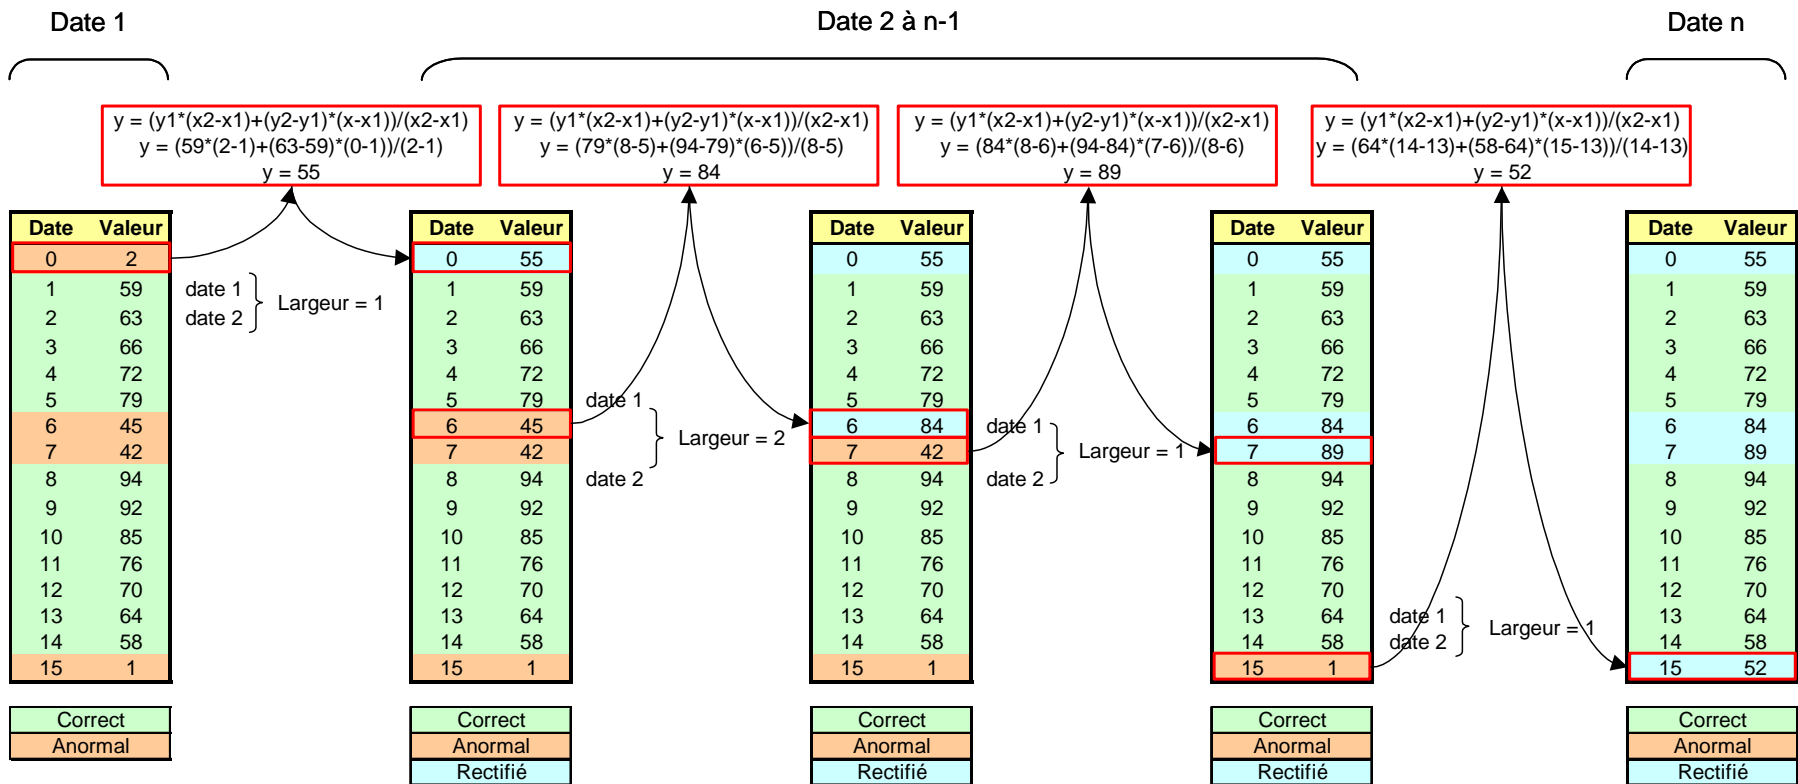 Date 1
Date 2 à n-1
Date n
y = (y1*(x2-x1)+(y2-y1)*(x-x1))/(x2-x1)
y = (59*(2-1)+(63-59)*(0-1))/(2-1)
y = 55
y = (y1*(x2-x1)+(y2-y1)*(x-x1))/(x2-x1)
y = (79*(8-5)+(94-79)*(6-5))/(8-5)
y = 84
y = (y1*(x2-x1)+(y2-y1)*(x-x1))/(x2-x1)
y = (84*(8-6)+(94-84)*(7-6))/(8-6)
y = 89
y = (y1*(x2-x1)+(y2-y1)*(x-x1))/(x2-x1)
y = (64*(14-13)+(58-64)*(15-13))/(14-13)
y = 52
Date Valeur
0 2
1 59
2 63
3 66
4 72
5 79
6 45
7 42
8 94
9 92
10 85
11 76
12 70
13 64
14 58
15 1
Correct
Anormal
date 1
date 2
Largeur = 1
Date Valeur
0 55
1 59
2 63
3 66
4 72
5 79
6 45
7 42
8 94
9 92
10 85
11 76
12 70
13 64
14 58
15 1
Correct
Anormal
Rectifié
date 1
Largeur = 2
date 2
Date Valeur
0 55
1 59
2 63
3 66
4 72
5 79
6 84
7 42
8 94
9 92
10 85
11 76
12 70
13 64
14 58
15 1
Correct
Anormal
Rectifié
date 1
Largeur = 1
date 2
Date Valeur
0 55
1 59
2 63
3 66
4 72
5 79
6 84
7 89
8 94
9 92
10 85
11 76
12 70
13 64
14 58
15 1
Correct
Anormal
Rectifié
date 1
date 2
Largeur = 1
Date Valeur
0 55
1 59
2 63
3 66
4 72
5 79
6 84
7 89
8 94
9 92
10 85
11 76
12 70
13 64
14 58
15 52
Correct
Anormal
Rectifié